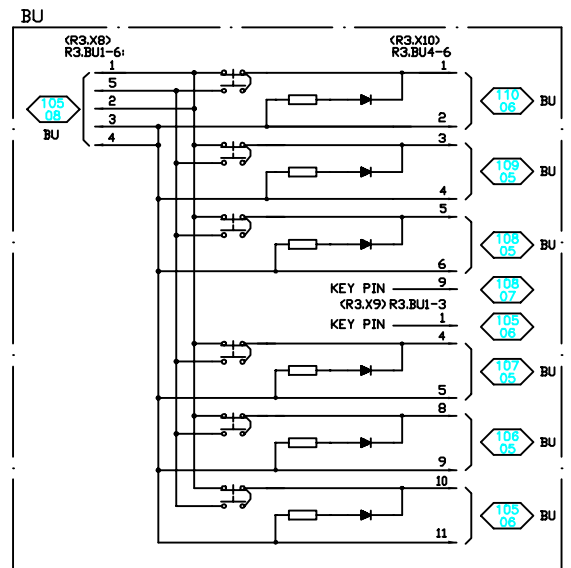 BU
(R3.X8)
R3.BU1-6:
(R3.X10)
R3.BU4-6
1
5
2
3
4
105
08
BU
1
2
110
06
BU
3
4
109
05
BU
5
6
108
05
BU
KEY PIN
9
108
07
(R3.X9) R3.BU1-3
KEY PIN
1
105
06
4
5
107
05
BU
8
9
106
05
BU
10
11
105
06
BU